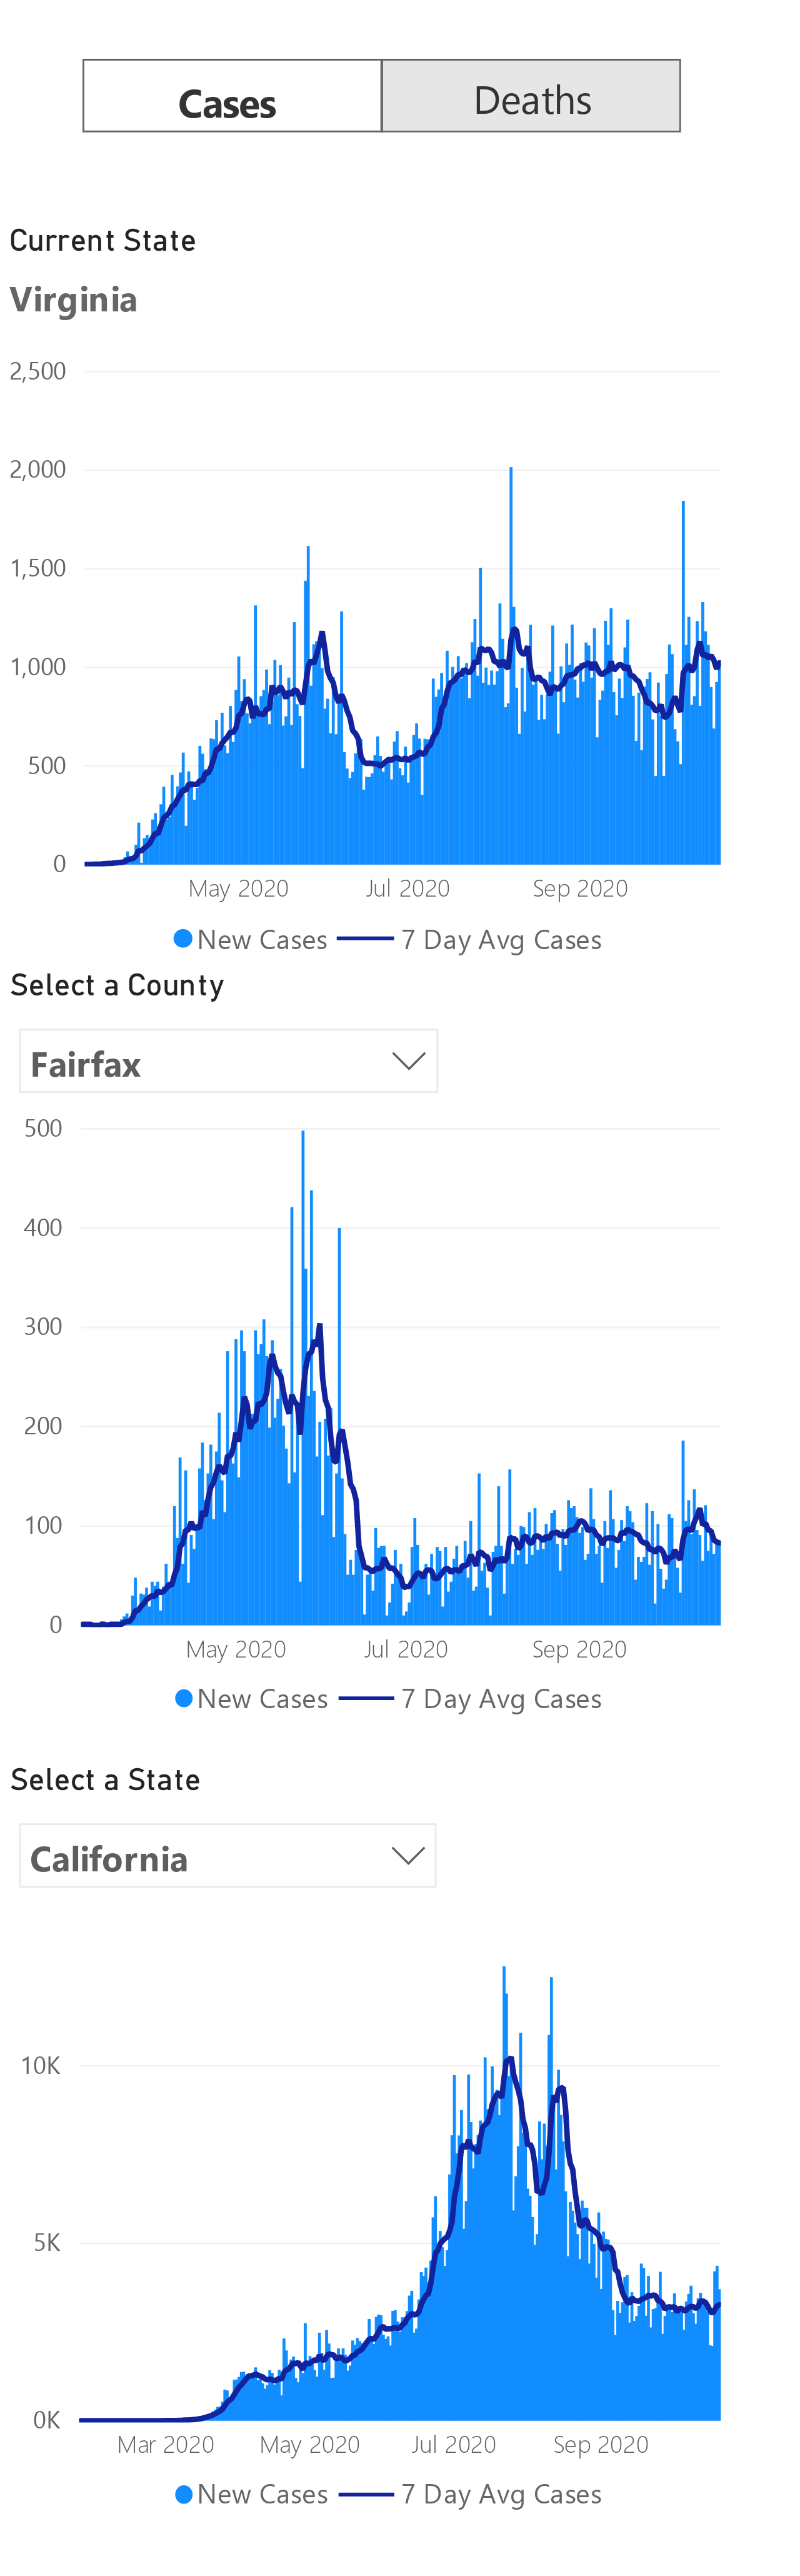 Cases Deaths
Current State
Virginia
2,500
2,000
1,500
1,000
500
0
May 2020 Jul 2020 Sep 2020
New Cases 7 Day Avg Cases
Select a County
Fairfax
500
400
300
200
100
0
May 2020 Jul 2020 Sep 2020
New Cases 7 Day Avg Cases
Select a State
California
10K
5K
0K
Mar 2020 May 2020 Jul 2020 Sep 2020
New Cases 7 Day Avg Cases